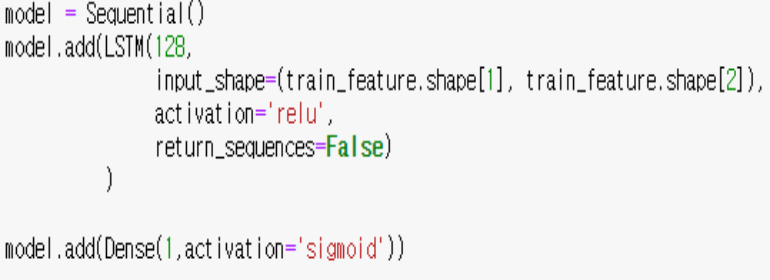 model = Sequential()
model.add(LSTM(128,
               input_shape=(train_feature.shape[1], train_feature.shape[2]),
               activation='relu',
               return_sequences=False)
          )
model.add(Dense(1,activation='sigmoid'))